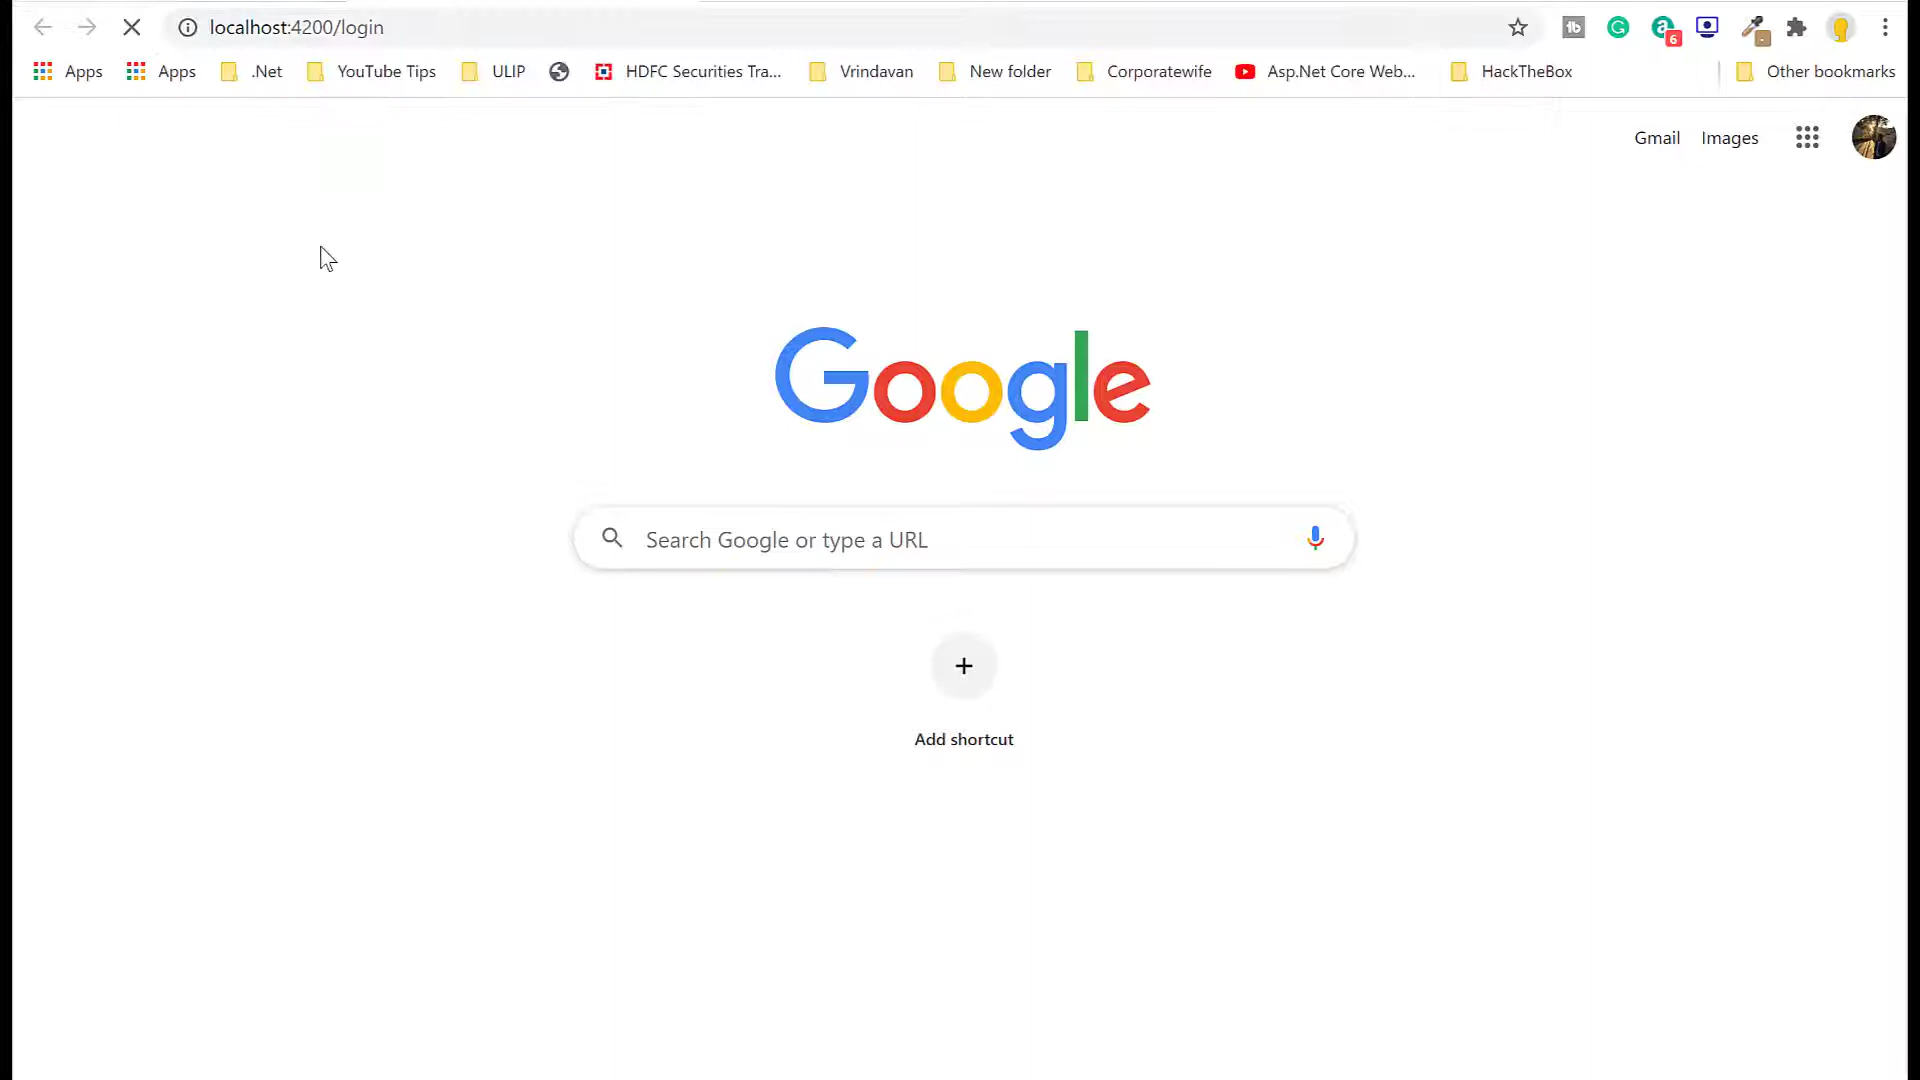 localhost:4200/login
6
Apps Apps .Net YouTube Tips ULIP HDFC Securities Tra... Vrindavan New folder Corporatewife Asp.Net Core Web... HackTheBox Other bookmarks
Gmail Images
Google
Search Google or type a URL
Add shortcut